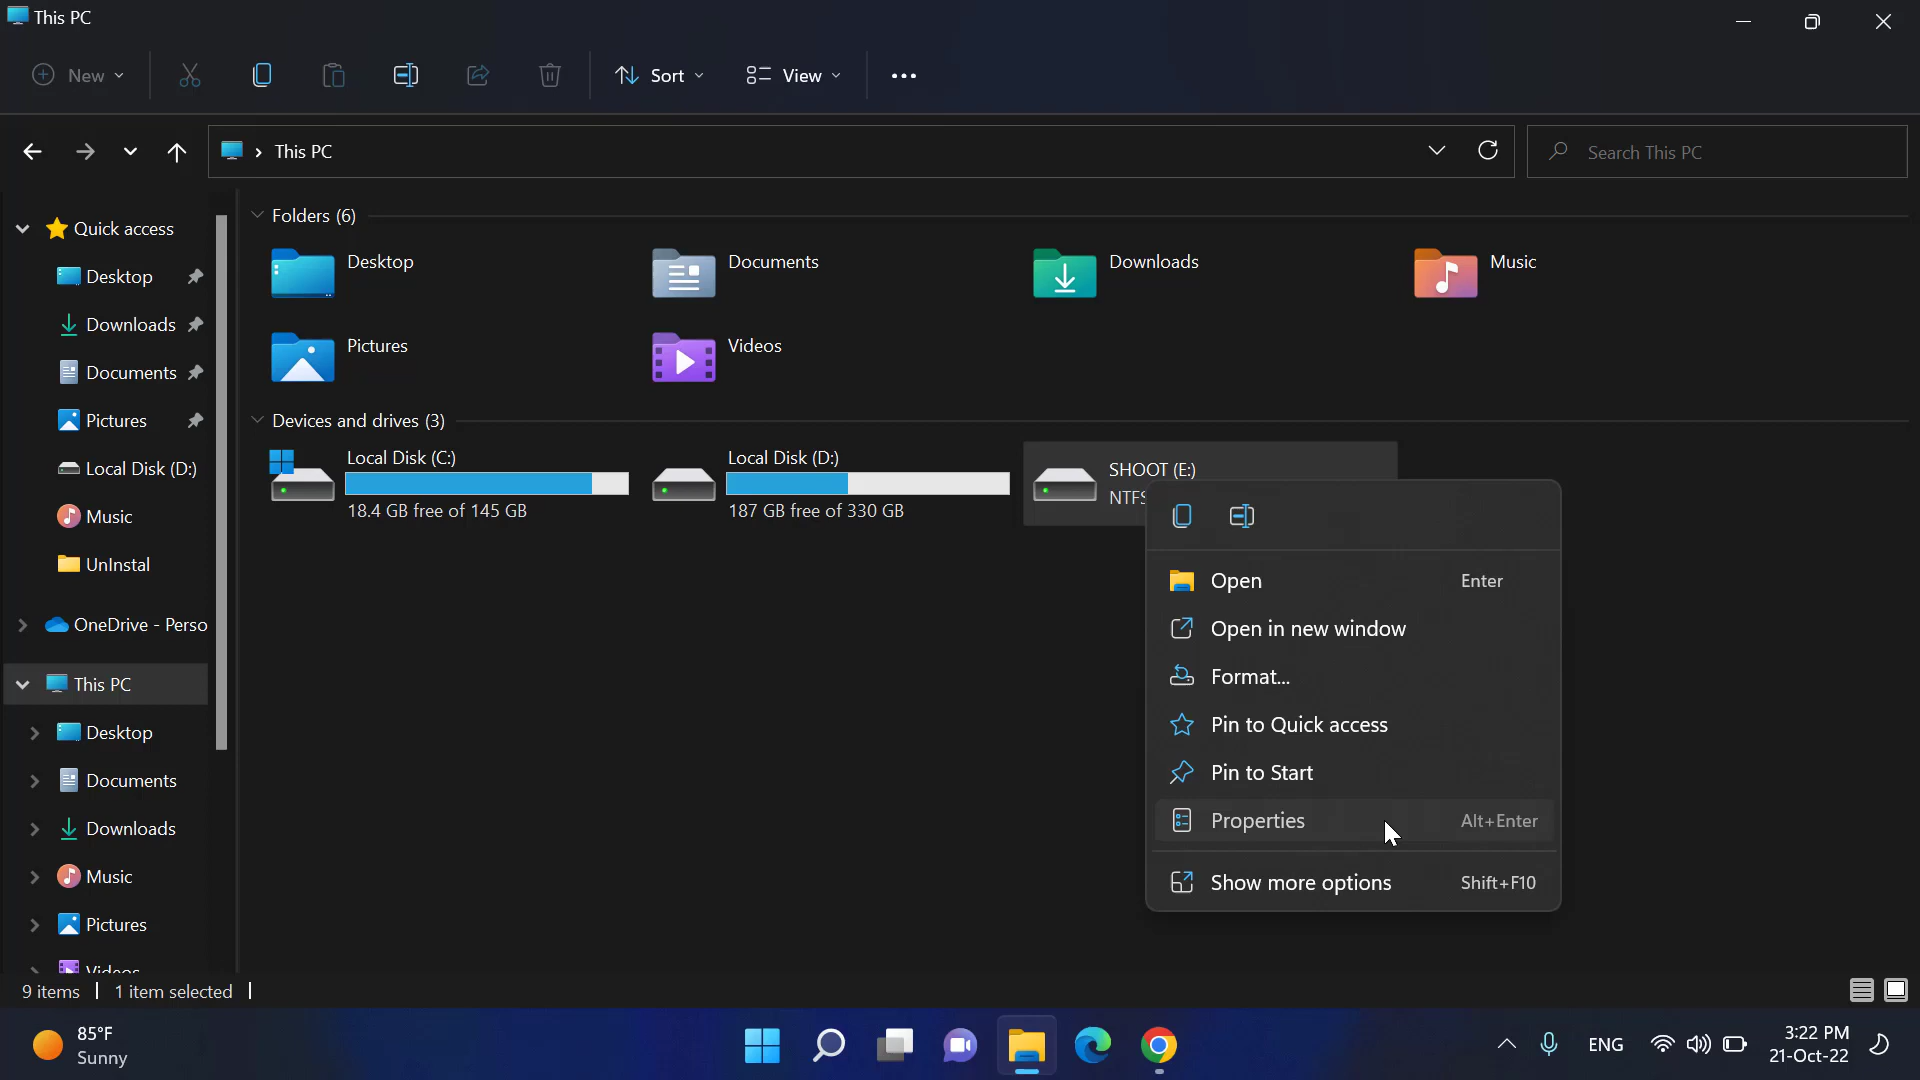 This PC
New
Sort
View
This PC
Search This PC
Quick access
Desktop
Downloads
Documents
Pictures
Local Disk (D:)
Music
UnInstal
OneDrive - Perso
This PC
Desktop
Documents
Downloads
Music
Pictures
Videos
Folders (6)
Desktop
Documents
Downloads
Music
Pictures
Videos
Devices and drives (3)
Local Disk (C:)
18.4 GB free of 145 GB
Local Disk (D:)
187 GB free of 330 GB
SHOOT (E:)
NTFS
Open Enter
Open in new window
Format...
Pin to Quick access
Pin to Start
Properties Alt+Enter
Show more options Shift+F10
9 items
1 item selected
85°F
Sunny
ENG
3:22 PM
21-Oct-22